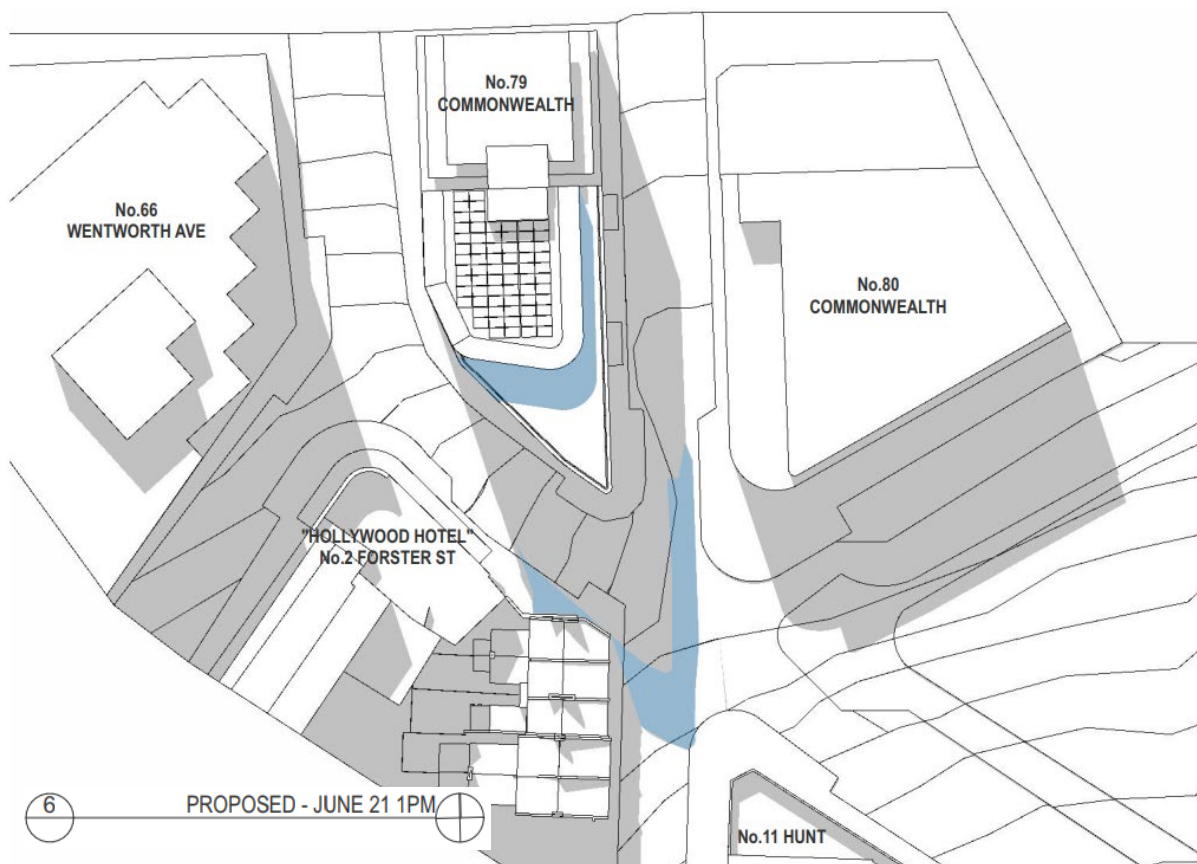 No.79
COMMONWEALTH
No.66
WENTWORTH AVE
No.80
COMMONWEALTH
"HOLLYWOOD HOTEL"
No.2 FORSTER ST
6
PROPOSED - JUNE 21 1PM
No.11 HUNT